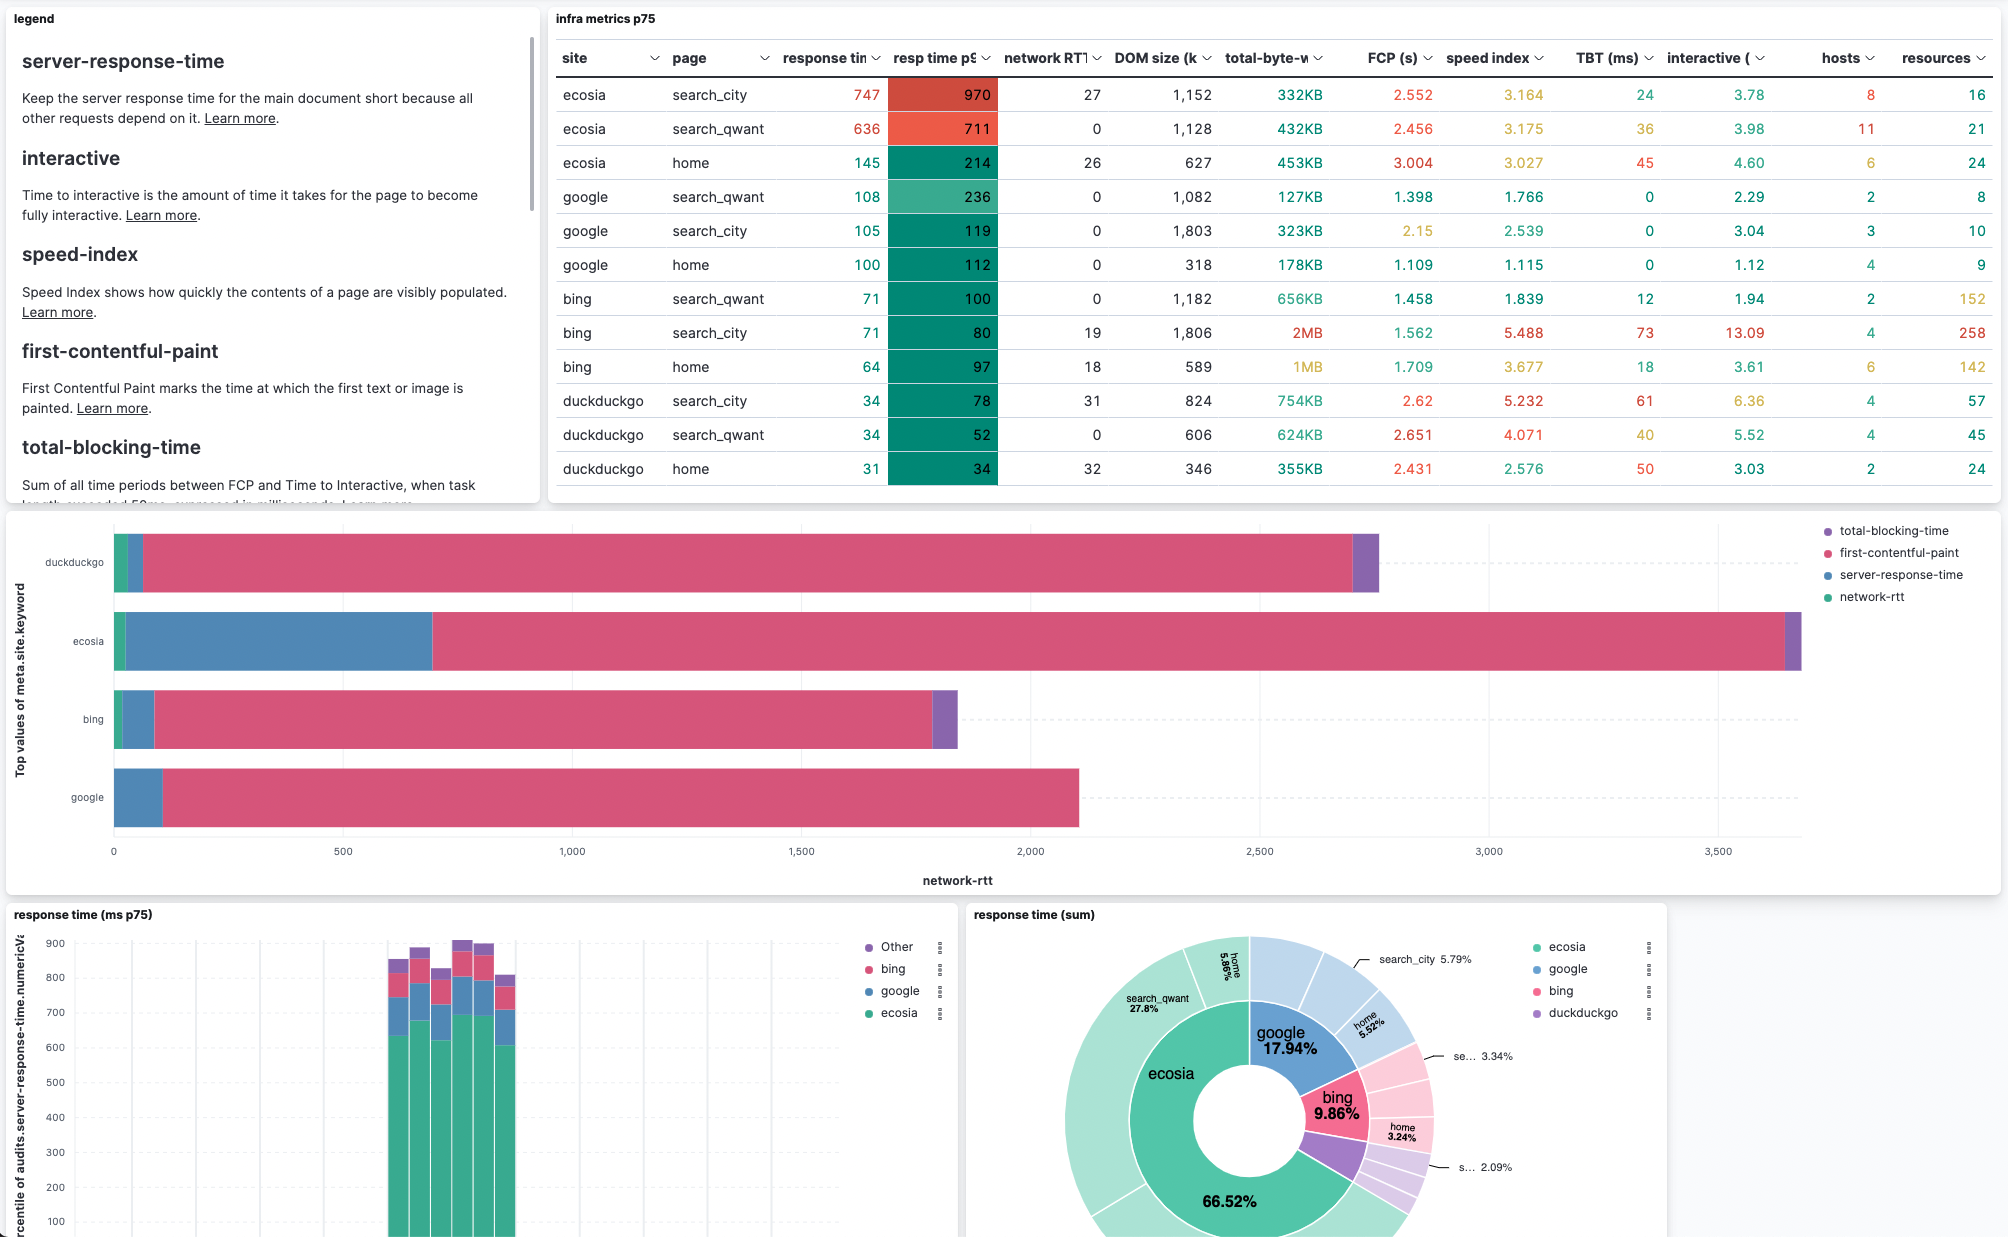 legend
server-response-time
Keep the server response time for the main document short because all
other requests depend on it. Learn more.
interactive
Time to interactive is the amount of time it takes for the page to become
fully interactive. Learn more.
speed-index
Speed Index shows how quickly the contents of a page are visibly populated.
Learn more.
first-contentful-paint
First Contentful Paint marks the time at which the first text or image is
painted. Learn more.
total-blocking-time
Sum of all time periods between FCP and Time to Interactive, when task
infra metrics p75
site page response tin resp time p9 network RTT DOM size (k total-byte-w FCP (s) speed index TBT (ms) interactive ( hosts resources
ecosia search_city 747 970 27 1,152 332KB 2.552 3.164 24 3.78 8 16
ecosia search_qwant 636 711 0 1,128 432KB 2.456 3.175 36 3.98 11 21
ecosia home 145 214 26 627 453KB 3.004 3.027 45 4.60 6 24
google search_qwant 108 236 0 1,082 127KB 1.398 1.766 0 2.29 2 8
google search_city 105 119 0 1,803 323KB 2.15 2.539 0 3.04 3 10
google home 100 112 0 318 178KB 1.109 1.115 0 1.12 4 9
bing search_qwant 71 100 0 1,182 656KB 1.458 1.839 12 1.94 2 152
bing search_city 71 80 19 1,806 2MB 1.562 5.488 73 13.09 4 258
bing home 64 97 18 589 1MB 1.709 3.677 18 3.61 6 142
duckduckgo search_city 34 78 31 824 754KB 2.62 5.232 61 6.36 4 57
duckduckgo search_qwant 34 52 0 606 624KB 2.651 4.071 40 5.52 4 45
duckduckgo home 31 34 32 346 355KB 2.431 2.576 50 3.03 2 24
Top values of meta.site.keyword
duckduckgo
ecosia
bing
google
0 500 1,000 1,500 2,000 2,500 3,000 3,500
network-rtt
total-blocking-time
first-contentful-paint
server-response-time
network-rtt
response time (ms p75)
rcentile of audits.server-response-time.numericVa
900
800
700
600
500
400
300
200
100
Other
bing
google
ecosia
response time (sum)
home
5.86%
search_qwant
27.8%
search_city 5.79%
home
5.52%
google
17.94%
ecosia
66.52%
bing
9.86%
se... 3.34%
home
3.24%
s... 2.09%
ecosia
google
bing
duckduckgo